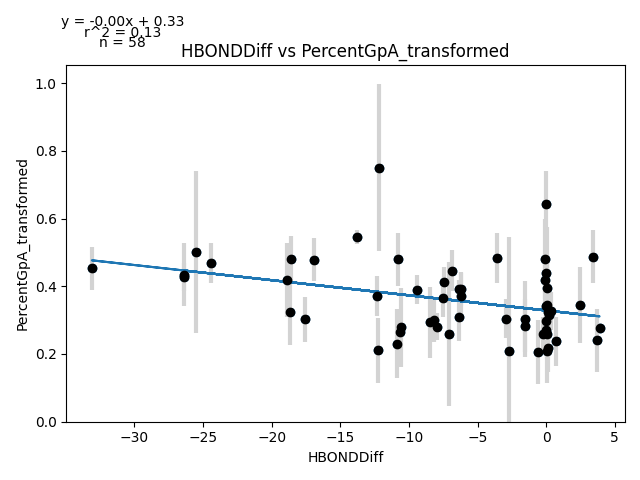 y = -0.00x + 0.33
r^2 = 0.13
n = 58
HBONDDiff vs PercentGpA_transformed
PercentGpA_transformed
1.0
0.8
0.6
0.4
0.2
0.0
−30
−25
−20
−15
−10
−5
0
5
HBONDDiff